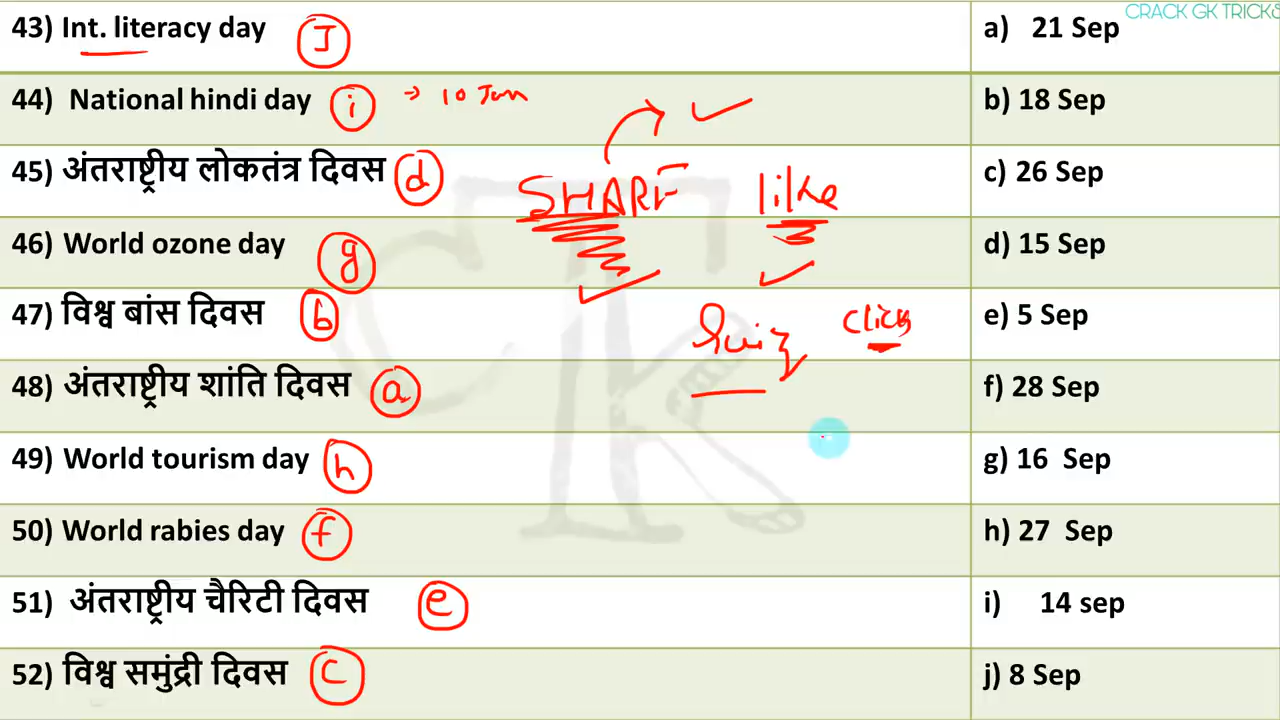 CRACK GK TRICKS
43) Int. literacy day J a) 21 Sep
44) National hindi day i → 10 Jan b) 18 Sep
45) अंतराष्ट्रीय लोकतंत्र दिवस d SHARE like c) 26 Sep
46) World ozone day g d) 15 Sep
47) विश्व बांस दिवस b Quiz click e) 5 Sep
48) अंतराष्ट्रीय शांति दिवस a f) 28 Sep
49) World tourism day h g) 16 Sep
50) World rabies day f h) 27 Sep
51) अंतराष्ट्रीय चैरिटी दिवस e i) 14 sep
52) विश्व समुंद्री दिवस C j) 8 Sep